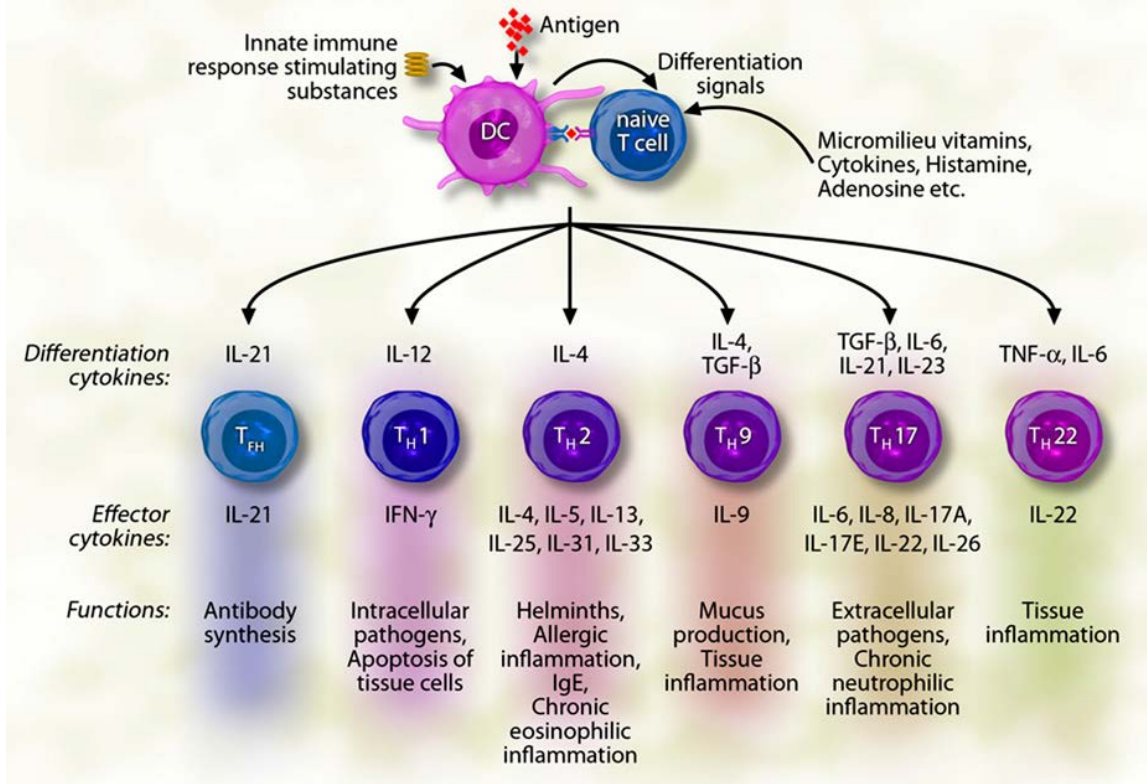 Antigen
Innate immune
response stimulating
substances
Differentiation
signals
DC
naive
T cell
Micromilieu vitamins,
Cytokines, Histamine,
Adenosine etc.
Differentiation
cytokines:
IL-21
IL-12
IL-4
IL-4,
TGF-β
TGF-β, IL-6,
IL-21, IL-23
TNF-α, IL-6
TFH
TH1
TH2
TH9
TH17
TH22
Effector
cytokines:
IL-21
IFN-γ
IL-4, IL-5, IL-13,
IL-25, IL-31, IL-33
IL-9
IL-6, IL-8, IL-17A,
IL-17E, IL-22, IL-26
IL-22
Functions:
Antibody
synthesis
Intracellular
pathogens,
Apoptosis of
tissue cells
Helminths,
Allergic
inflammation,
IgE,
Chronic
eosinophilic
inflammation
Mucus
production,
Tissue
inflammation
Extracellular
pathogens,
Chronic
neutrophilic
inflammation
Tissue
inflammation